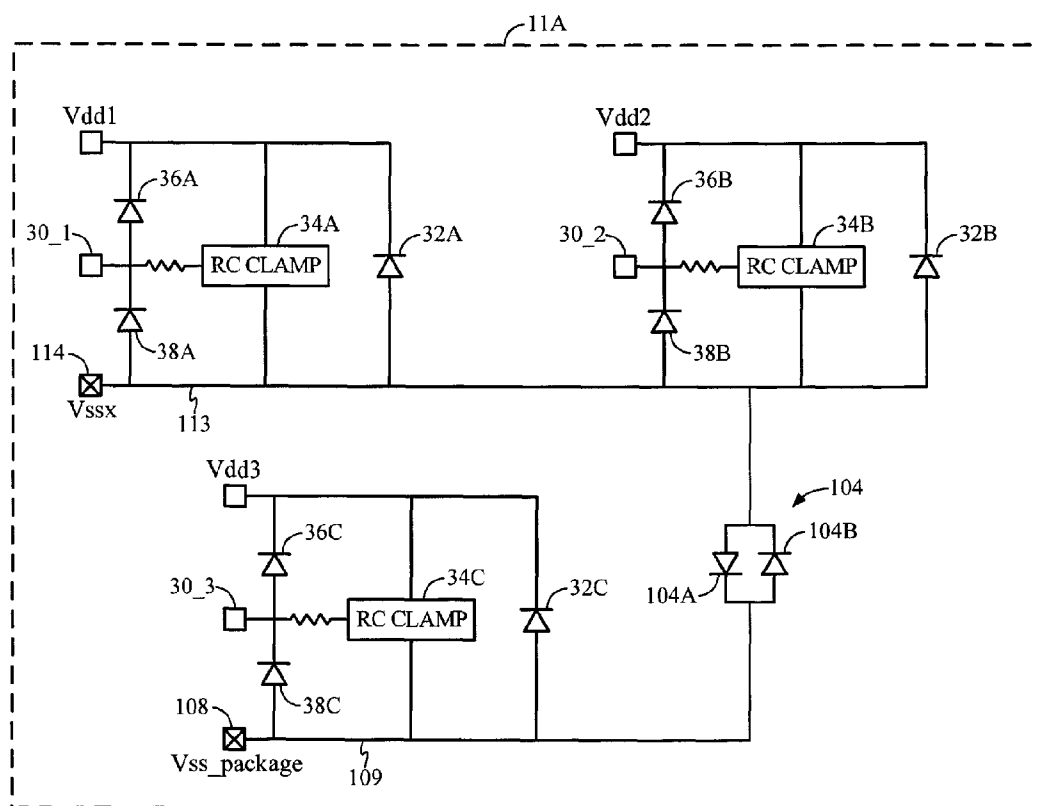 11A
Vdd1
Vdd2
36A
36B
30_1
34A
32A
30_2
34B
32B
RC CLAMP
RC CLAMP
114
38A
38B
Vssx
113
Vdd3
104
36C
104B
30_3
34C
32C
104A
RC CLAMP
108
38C
Vss_package
109